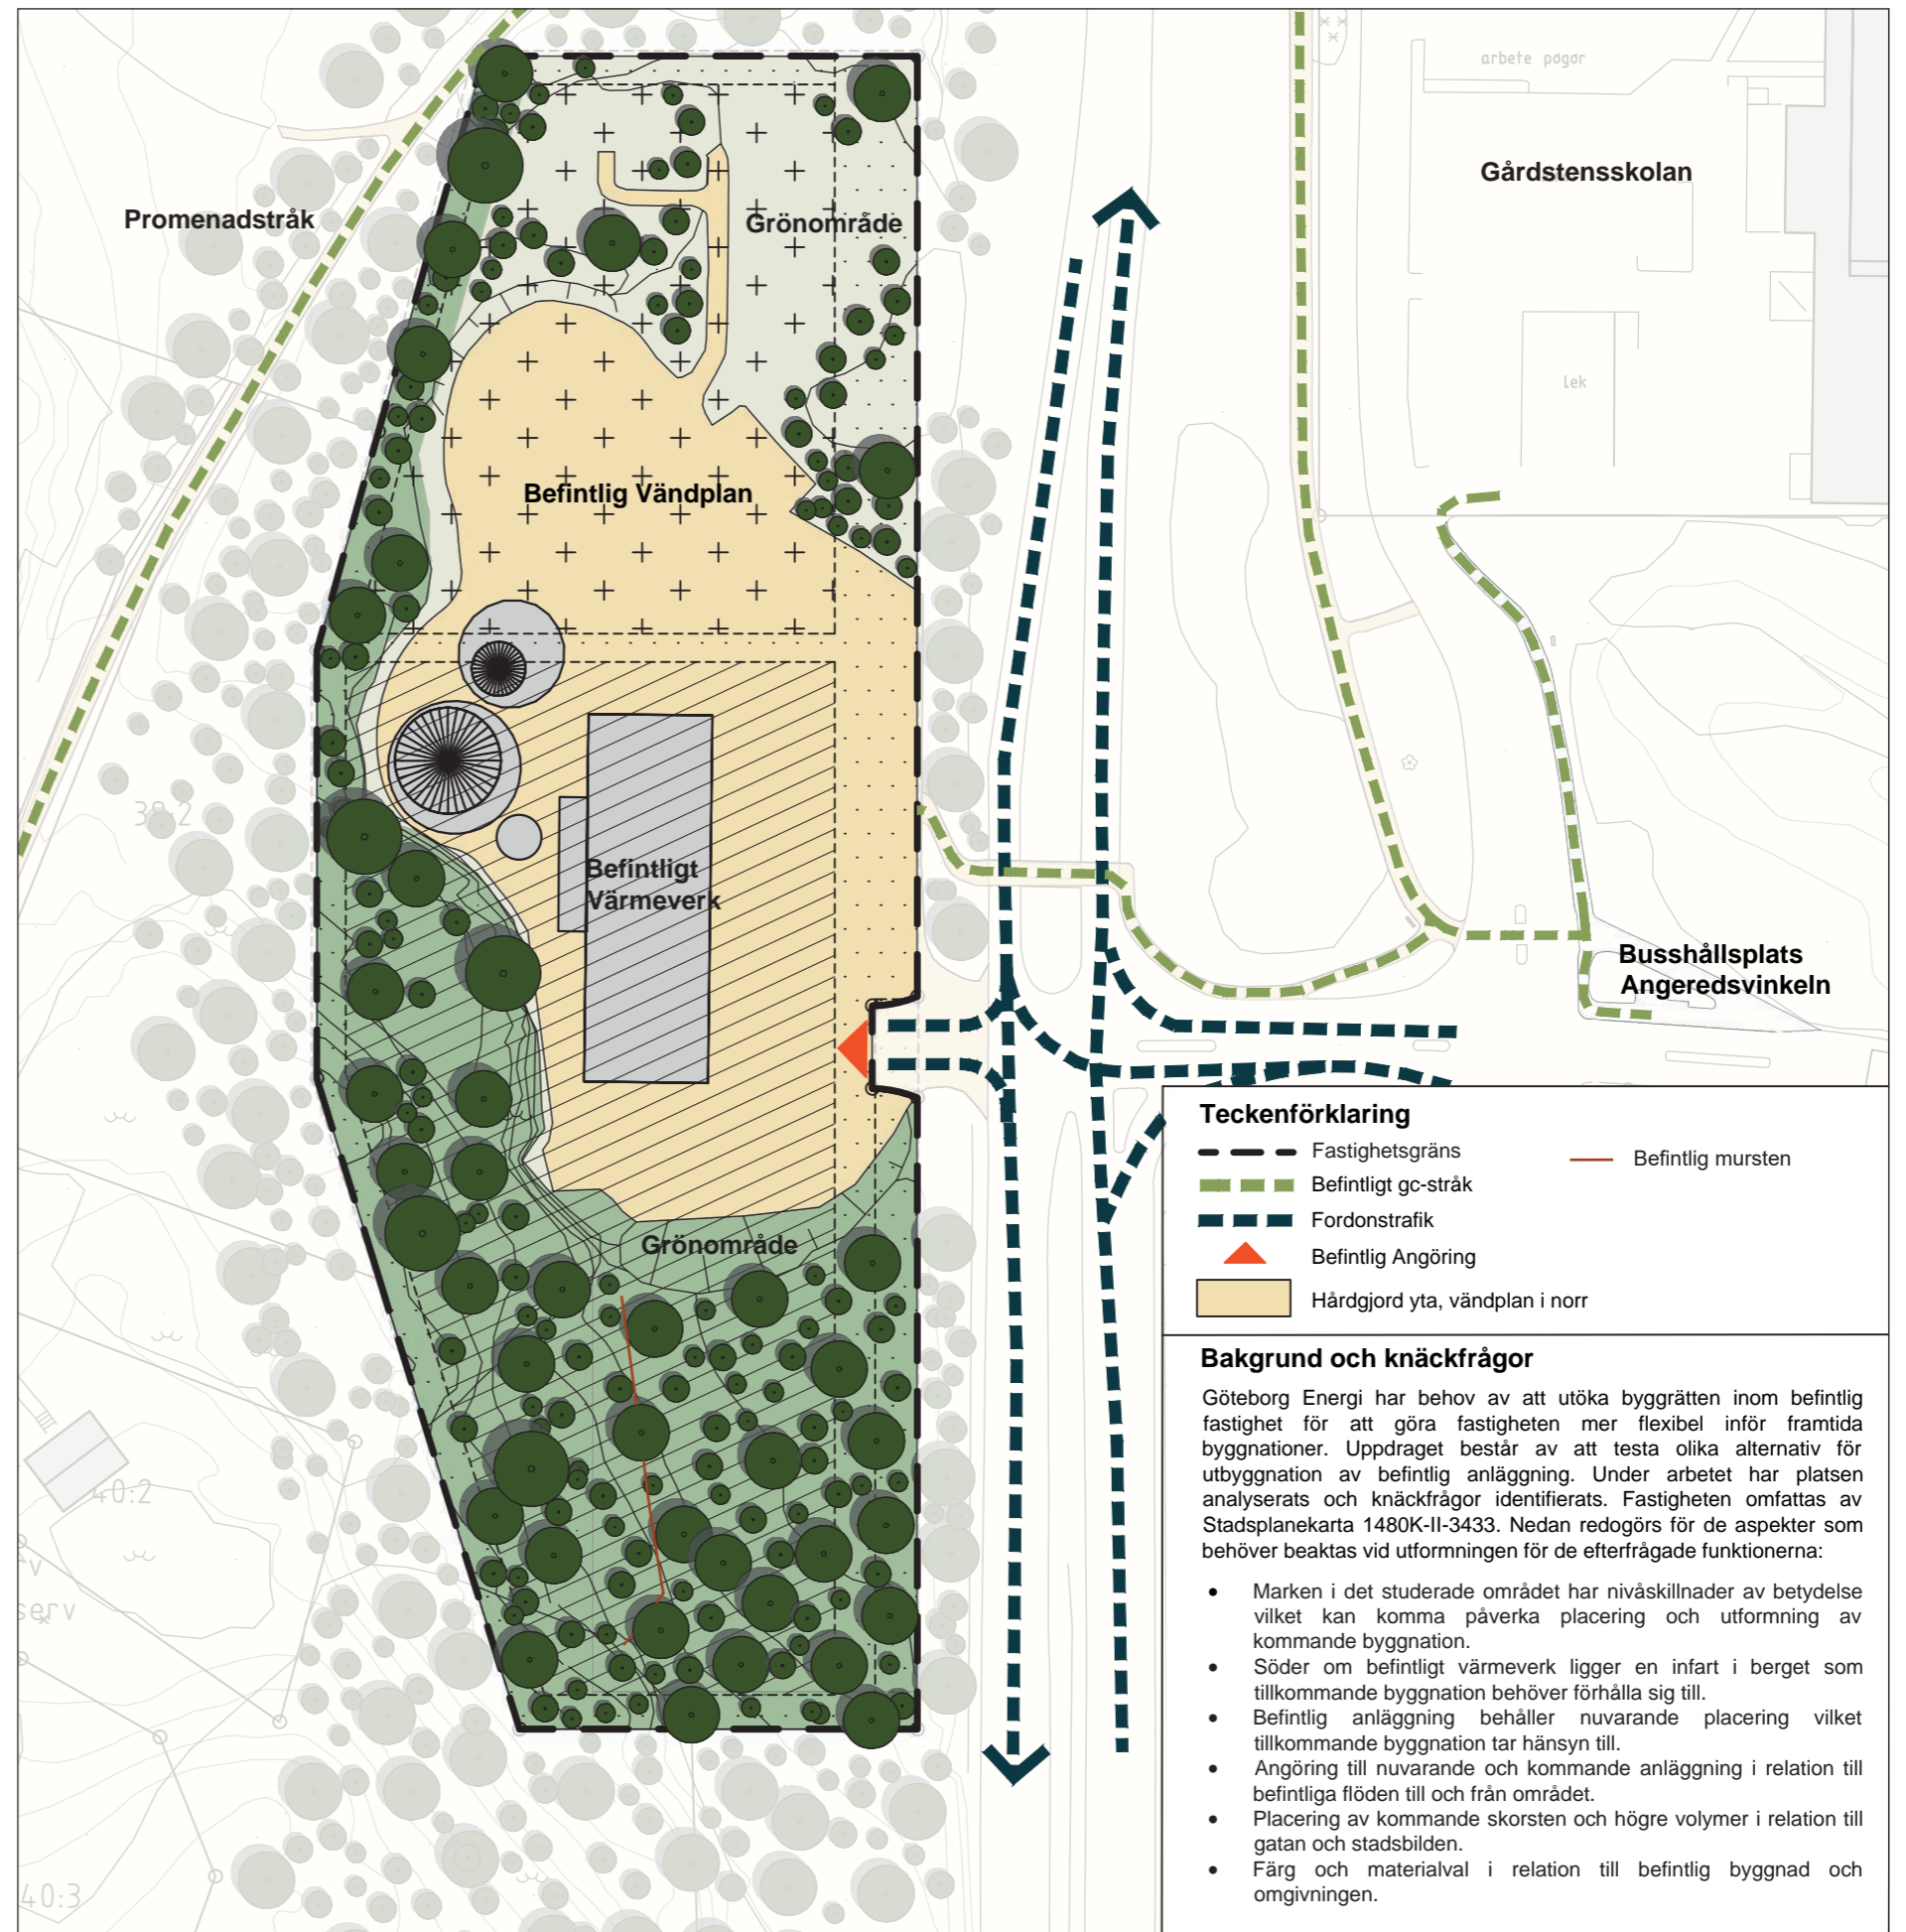 arbete pågår
Gårdstensskolan
Promenadstråk
Grönområde
lek
Befintlig Vändplan
38:2
Befintligt
Värmeverk
Busshållsplats
Angeredsvinkeln
Grönområde
40:2
v
serv
40:3
Teckenförklaring
Fastighetsgräns
Befintlig mursten
Befintligt gc-stråk
Fordonstrafik
Befintlig Angöring
Hårdgjord yta, vändplan i norr
Bakgrund och knäckfrågor
Göteborg Energi har behov av att utöka byggrätten inom befintlig
fastighet för att göra fastigheten mer flexibel inför framtida
byggnationer. Uppdraget består av att testa olika alternativ för
utbyggnation av befintlig anläggning. Under arbetet har platsen
analyserats och knäckfrågor identifierats. Fastigheten omfattas av
Stadsplanekarta 1480K-II-3433. Nedan redogörs för de aspekter som
behöver beaktas vid utformningen för de efterfrågade funktionerna:
• Marken i det studerade området har nivåskillnader av betydelse
vilket kan komma påverka placering och utformning av
kommande byggnation.
• Söder om befintligt värmeverk ligger en infart i berget som
tillkommande byggnation behöver förhålla sig till.
• Befintlig anläggning behåller nuvarande placering vilket
tillkommande byggnation tar hänsyn till.
• Angöring till nuvarande och kommande anläggning i relation till
befintliga flöden till och från området.
• Placering av kommande skorsten och högre volymer i relation till
gatan och stadsbilden.
• Färg och materialval i relation till befintlig byggnad och
omgivningen.